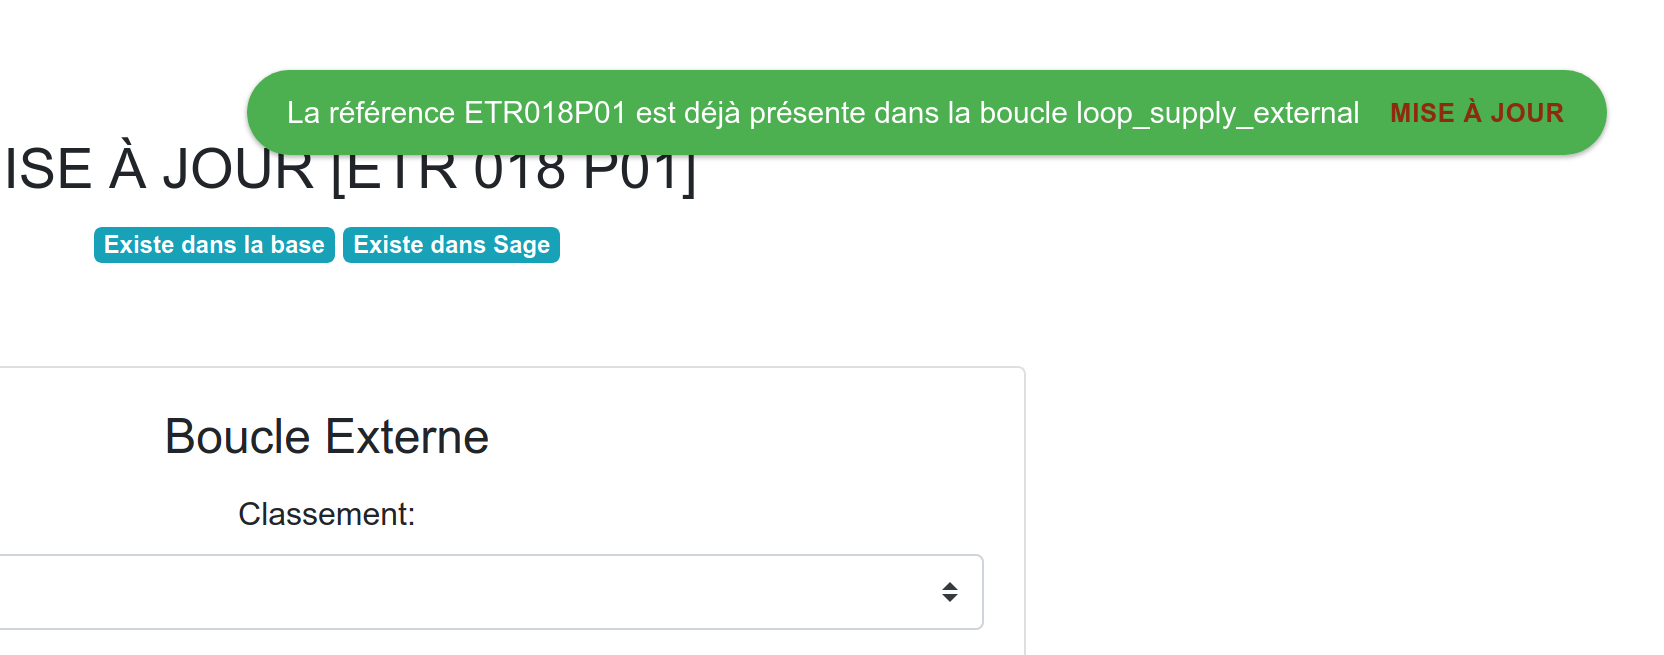 La référence ETR018P01 est déjà présente dans la boucle loop_supply_external MISE À JOUR
ISE À JOUR [ETR 018 P01]
Existe dans la base Existe dans Sage
Boucle Externe
Classement: